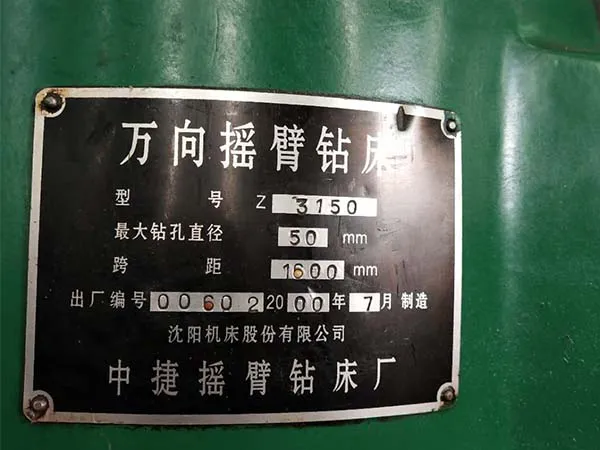 万向摇臂钻床
型号 Z 3150
最大钻孔直径 50 mm
跨距 1600 mm
出厂编号 00602 2000年7月制造
沈阳机床股份有限公司
中捷摇臂钻床厂